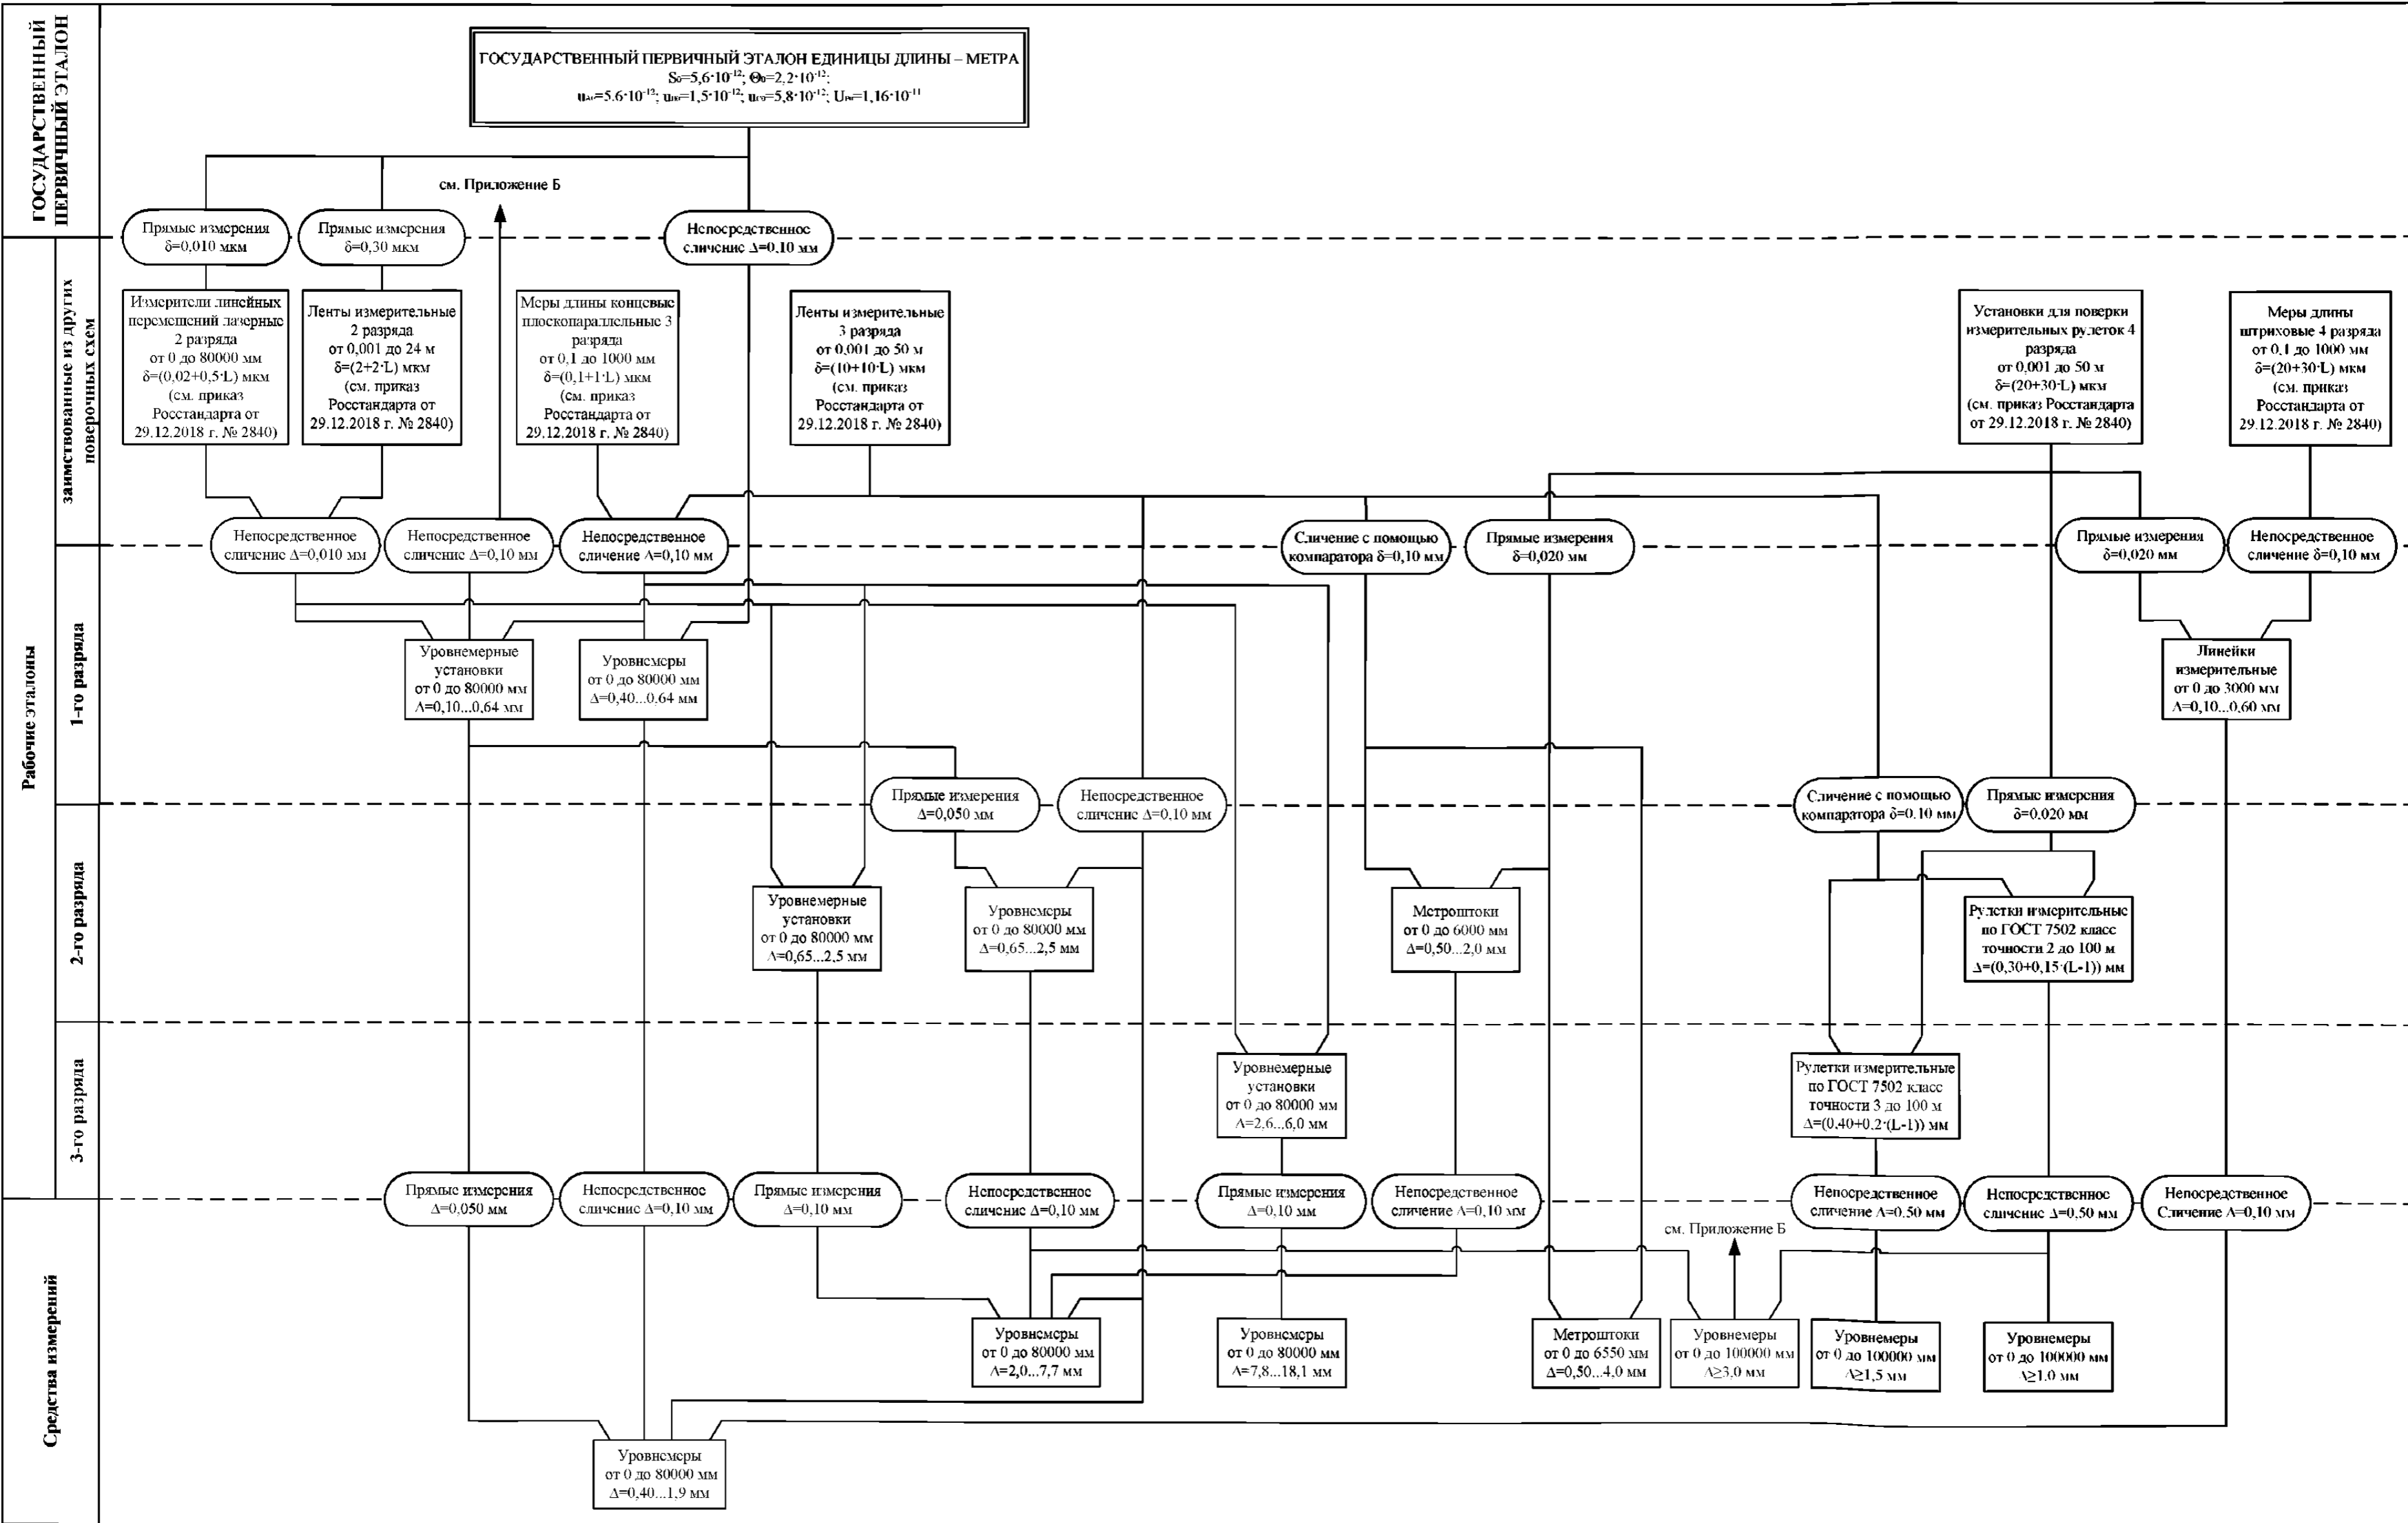 ГОСУДАРСТВЕННЫЙ
ПЕРВИЧНЫЙ ЭТАЛОН
ГОСУДАРСТВЕННЫЙ ПЕРВИЧНЫЙ ЭТАЛОН ЕДИНИЦЫ ДЛИНЫ – МЕТРА
S₀=5,6·10⁻¹²; Θ₀=2,2·10⁻¹²;
=5,6·10⁻¹²; =1,5·10⁻¹²; =5,8·10⁻¹²; =1,16·10⁻¹¹
см. Приложение Б
Прямые измерения
δ=0,010 мкм
Прямые измерения
δ=0,30 мкм
Непосредственное
сличение Δ=0,10 мм
Рабочие эталоны
заимствованные из других
поверочных схем
Измерители линейных
перемещений лазерные
2 разряда
от 0 до 80000 мм
δ=(0,02+0,5·L) мкм
(см. приказ
Росстандарта от
29.12.2018 г. № 2840)
Ленты измерительные
2 разряда
от 0,001 до 24 м
δ=(2+2·L) мкм
(см. приказ
Росстандарта от
29.12.2018 г. № 2840)
Меры длины концевые
плоскопараллельные 3
разряда
от 0,1 до 1000 мм
δ=(0,1+1·L) мкм
(см. приказ
Росстандарта от
29.12.2018 г. № 2840)
Ленты измерительные
3 разряда
от 0,001 до 50 м
δ=(10+10·L) мкм
(см. приказ
Росстандарта от
29.12.2018 г. № 2840)
Установки для поверки
измерительных рулеток 4
разряда
от 0,001 до 50 м
δ=(20+30·L) мкм
(см. приказ Росстандарта
от 29.12.2018 г. № 2840)
Меры длины
штриховые 4 разряда
от 0,1 до 1000 мм
δ=(20+30·L) мкм
(см. приказ
Росстандарта от
29.12.2018 г. № 2840)
Непосредственное
сличение Δ=0,010 мм
Непосредственное
сличение Δ=0,10 мм
Непосредственное
сличение Δ=0,10 мм
Сличение с помощью
компаратора δ=0,10 мм
Прямые измерения
δ=0,020 мм
Прямые измерения
δ=0,020 мм
Непосредственное
сличение δ=0,10 мм
1-го разряда
Уровнемерные
установки
от 0 до 80000 мм
Δ=0,10...0,64 мм
Уровнемеры
от 0 до 80000 мм
Δ=0,40...0,64 мм
Линейки
измерительные
от 0 до 3000 мм
Δ=0,10...0,60 мм
Прямые измерения
Δ=0,050 мм
Непосредственное
сличение Δ=0,10 мм
Сличение с помощью
компаратора δ=0,10 мм
Прямые измерения
δ=0,020 мм
2-го разряда
Уровнемерные
установки
от 0 до 80000 мм
Δ=0,65...2,5 мм
Уровнемеры
от 0 до 80000 мм
Δ=0,65...2,5 мм
Метроштоки
от 0 до 6000 мм
Δ=0,50...2,0 мм
Рулетки измерительные
по ГОСТ 7502 класс
точности 2 до 100 м
Δ=(0,30+0,15·(L-1)) мм
3-го разряда
Уровнемерные
установки
от 0 до 80000 мм
Δ=2,6...6,0 мм
Рулетки измерительные
по ГОСТ 7502 класс
точности 3 до 100 м
Δ=(0,40+0,2·(L-1)) мм
Прямые измерения
Δ=0,050 мм
Непосредственное
сличение Δ=0,10 мм
Прямые измерения
Δ=0,10 мм
Непосредственное
сличение Δ=0,10 мм
Прямые измерения
Δ=0,10 мм
Непосредственное
сличение Δ=0,10 мм
Непосредственное
сличение Δ=0,50 мм
Непосредственное
сличение Δ=0,50 мм
Непосредственное
Сличение Δ=0,10 мм
Средства измерений
см. Приложение Б
Уровнемеры
от 0 до 80000 мм
Δ=2,0...7,7 мм
Уровнемеры
от 0 до 80000 мм
Δ=7,8...18,1 мм
Метроштоки
от 0 до 6550 мм
Δ=0,50...4,0 мм
Уровнемеры
от 0 до 100000 мм
Δ≥3,0 мм
Уровнемеры
от 0 до 100000 мм
Δ≥1,5 мм
Уровнемеры
от 0 до 100000 мм
Δ≥1,0 мм
Уровнемеры
от 0 до 80000 мм
Δ=0,40...1,9 мм